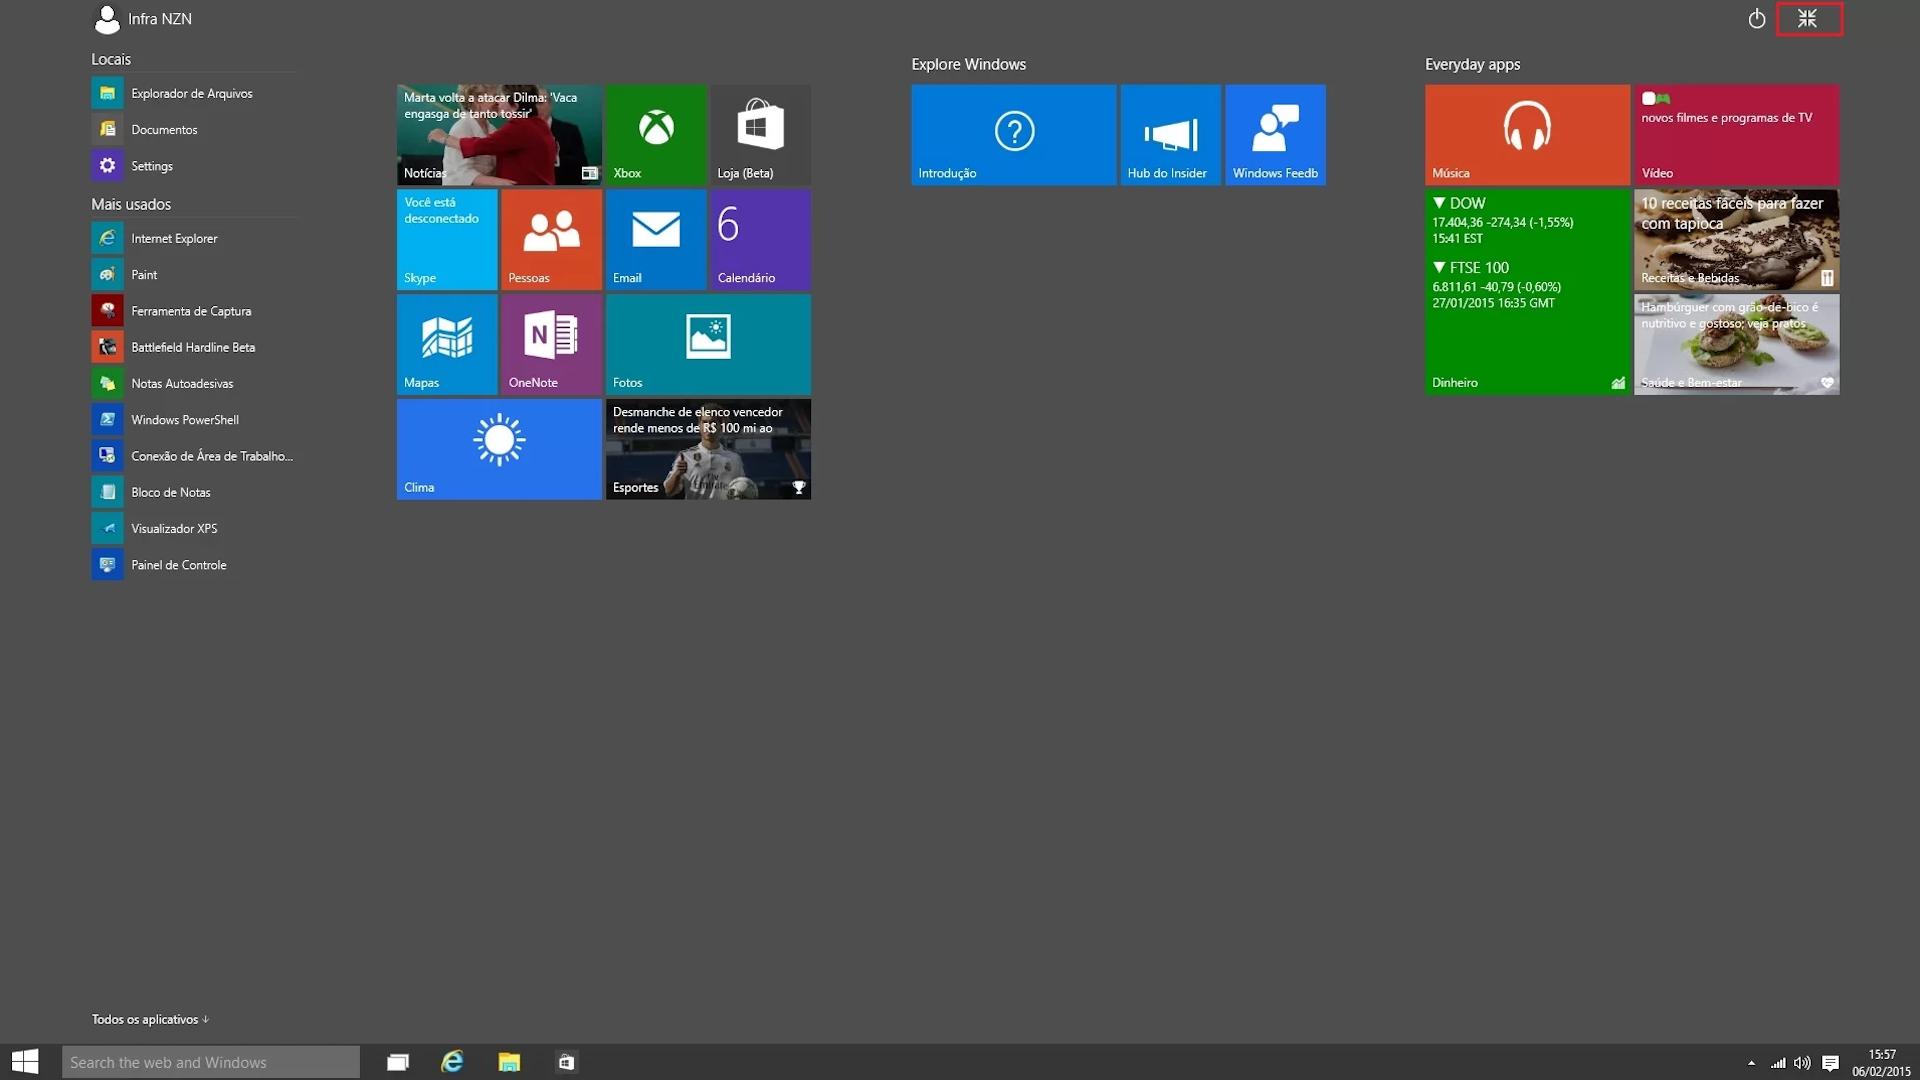 Infra NZN
Locais
Explorador de Arquivos
Documentos
Settings
Mais usados
Internet Explorer
Paint
Ferramenta de Captura
Battlefield Hardline Beta
Notas Autoadesivas
Windows PowerShell
Conexão de Área de Trabalho...
Bloco de Notas
Visualizador XPS
Painel de Controle
Todos os aplicativos ↓
Marta volta a atacar Dilma: 'Vaca
engasga de tanto tossir'
Notícias
Xbox
Loja (Beta)
Você está
desconectado
Skype
Pessoas
Email
6
Calendário
Mapas
N
OneNote
Fotos
Clima
Desmanche de elenco vencedor
rende menos de R$ 100 mi ao
Fly
Emirates
Esportes
Explore Windows
?
Introdução
Hub do Insider
Windows Feedb
Everyday apps
Música
novos filmes e programas de TV
Vídeo
▼ DOW
17.404,36 -274,34 (-1,55%)
15:41 EST
▼ FTSE 100
6.811,61 -40,79 (-0,60%)
27/01/2015 16:35 GMT
Dinheiro
10 receitas fáceis para fazer
com tapioca
Receitas e Bebidas
Hambúrguer com grão-de-bico é
nutritivo e gostoso; veja pratos
Saúde e Bem-estar
Search the web and Windows
15:57
06/02/2015